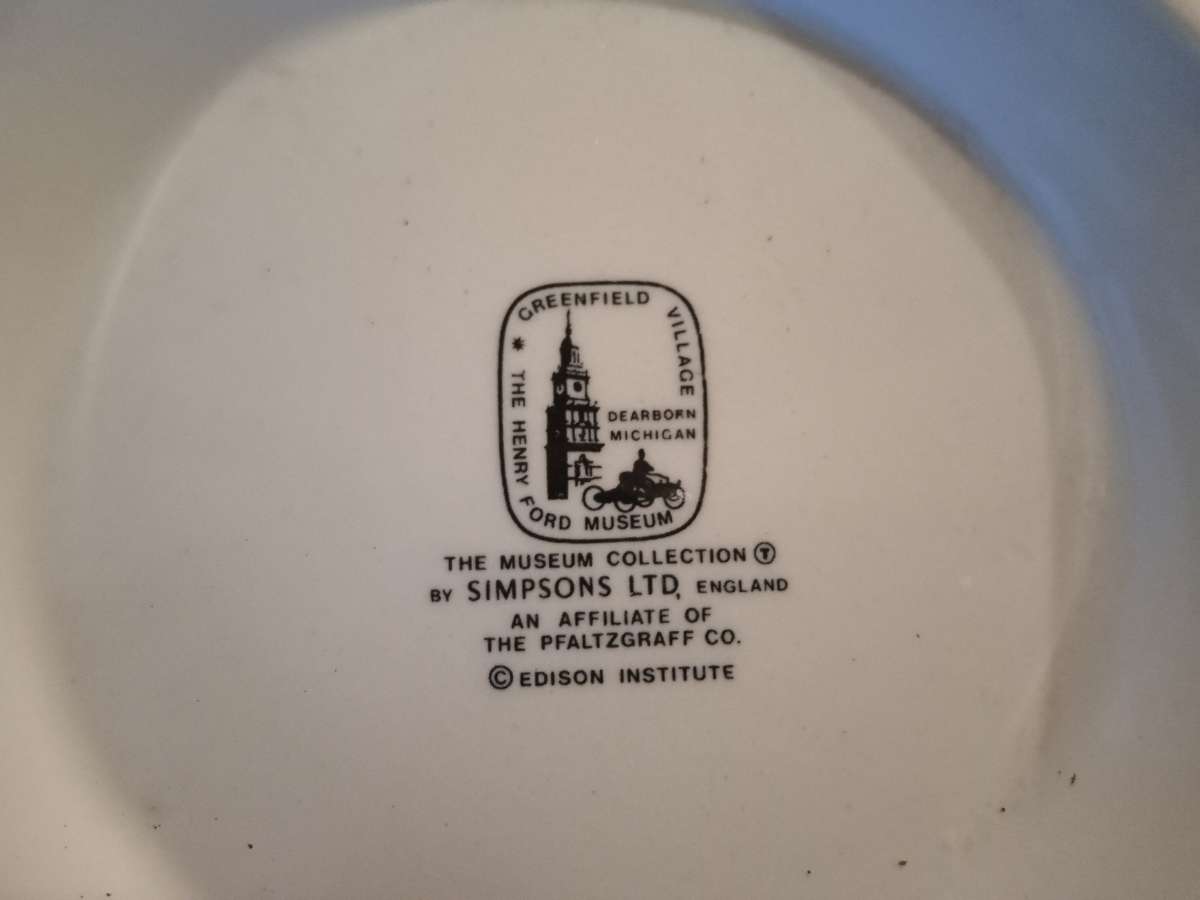 GREENFIELD VILLAGE
* THE HENRY FORD MUSEUM
DEARBORN
MICHIGAN
THE MUSEUM COLLECTION Ⓣ
BY SIMPSONS LTD, ENGLAND
AN AFFILIATE OF
THE PFALTZGRAFF CO.
© EDISON INSTITUTE